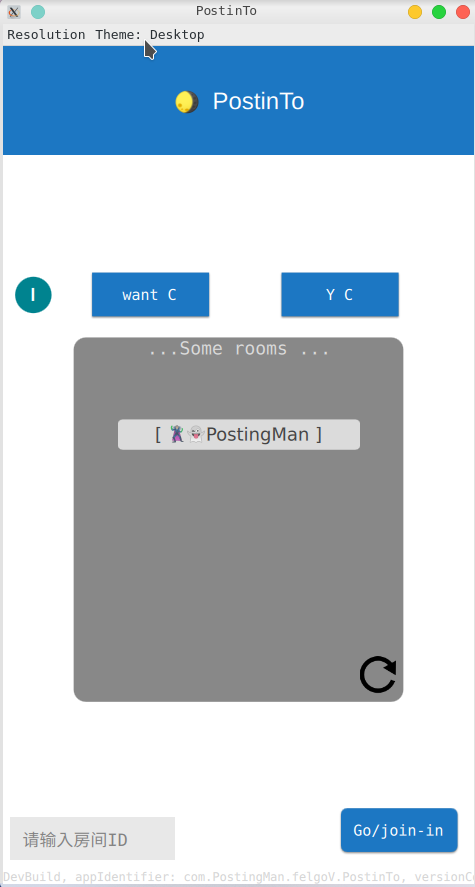 PostinTo
Resolution Theme: Desktop
🌖 PostinTo
I want C Y C
...Some rooms ...
[ 🦹👻PostingMan ]
请输入房间ID
Go/join-in
DevBuild, appIdentifier: com.PostingMan.felgoV.PostinTo, versionC